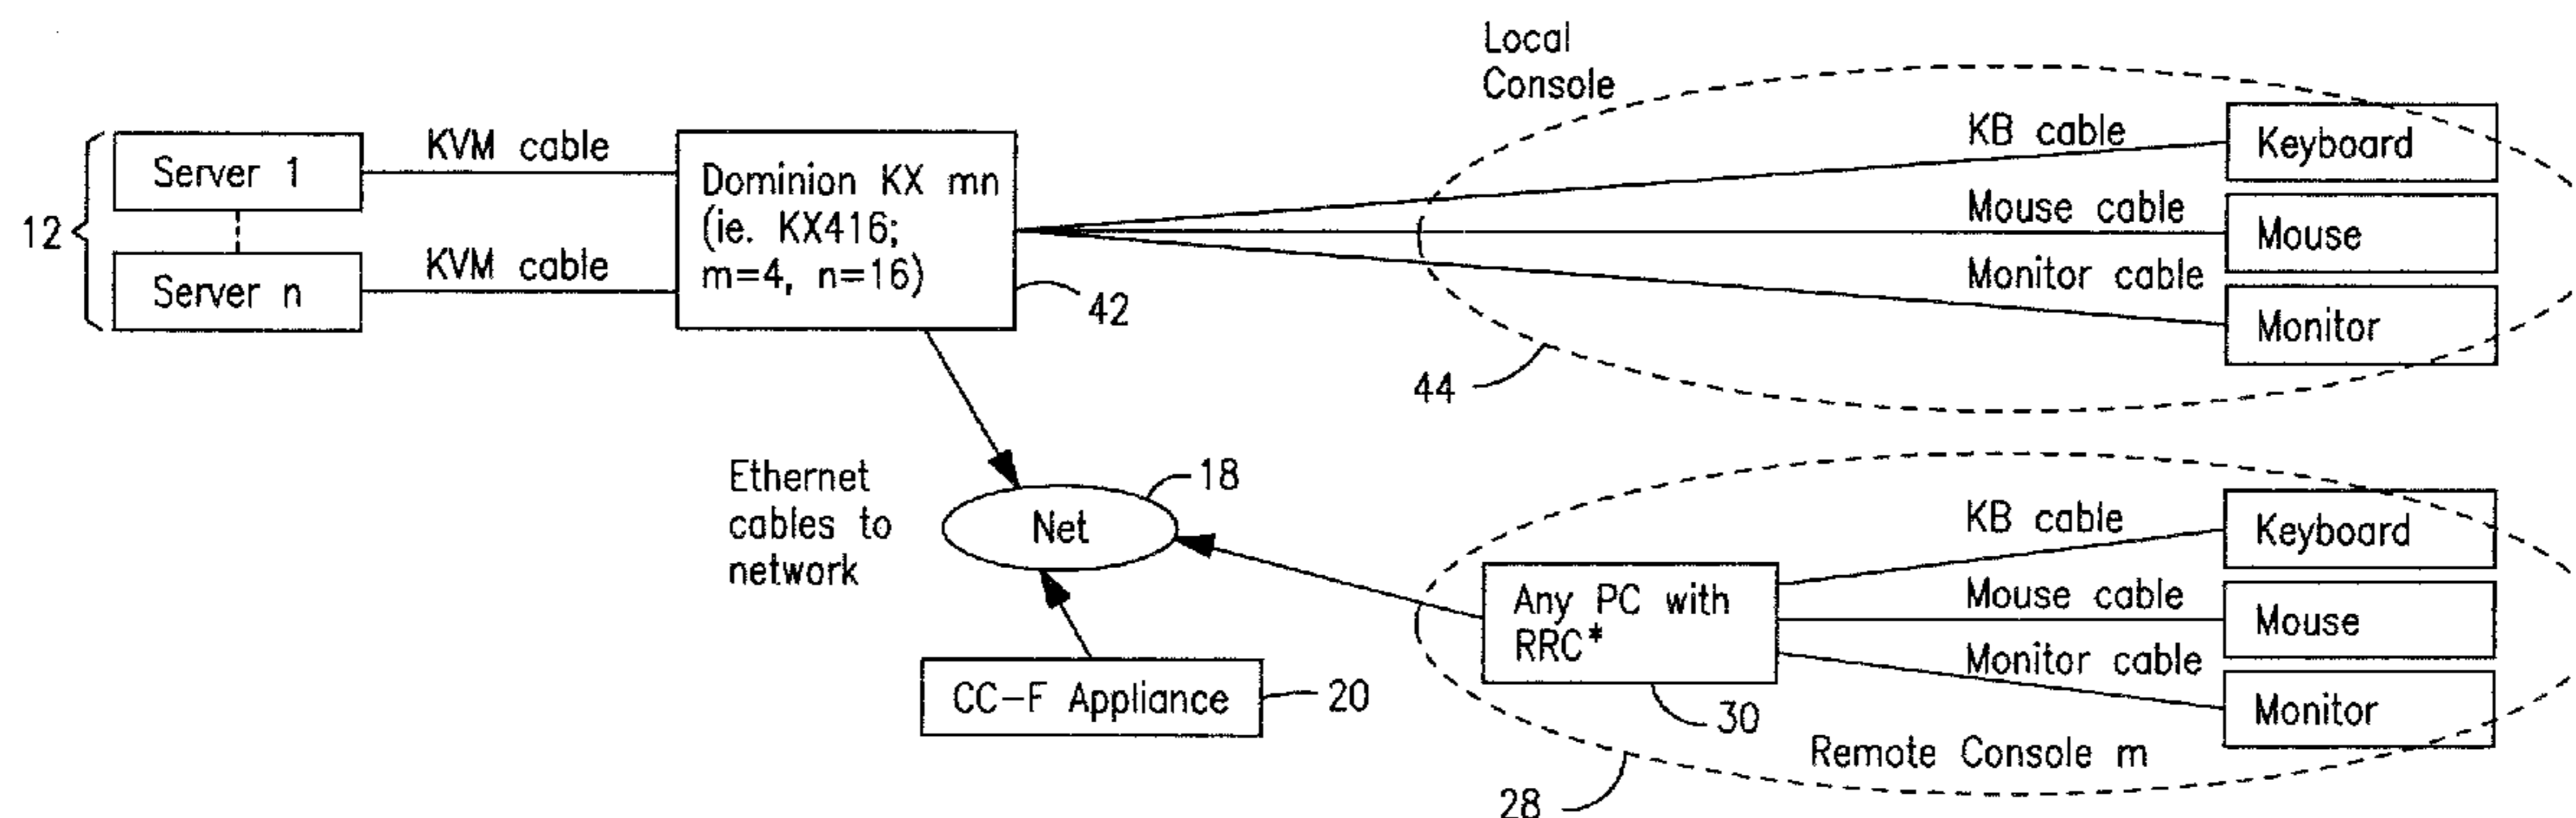 Local
Console
KB cable
Keyboard
Server 1
KVM cable
Dominion KX mn
(ie. KX416;
m=4, n=16)
Mouse cable
Mouse
12
Server n
KVM cable
Monitor cable
Monitor
42
44
Ethernet
cables to
network
18
Net
KB cable
Keyboard
Any PC with
RRC*
Mouse cable
Mouse
CC-F Appliance
20
30
Monitor cable
Monitor
Remote Console m
28